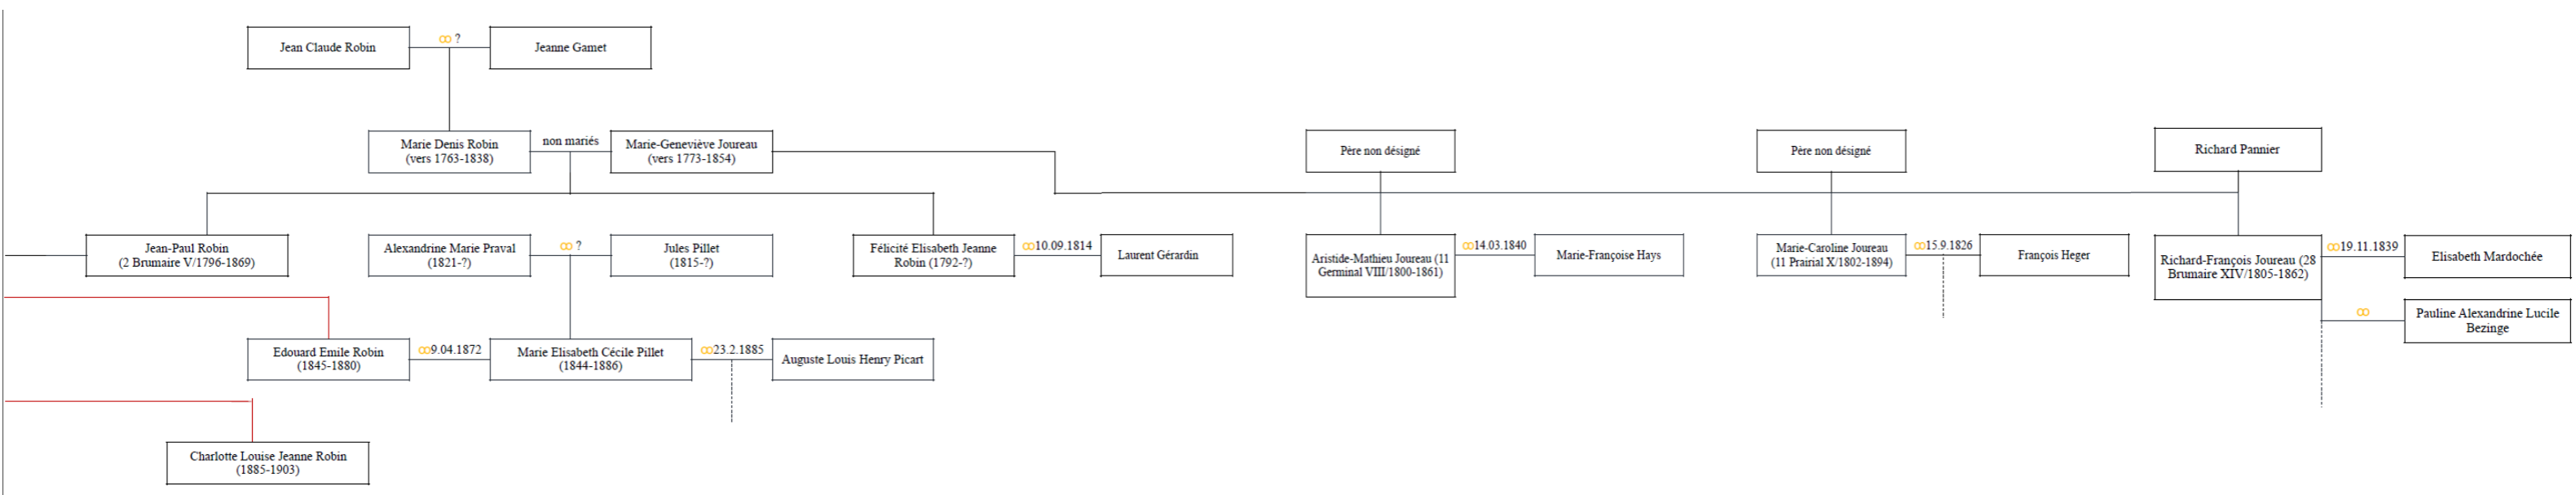 Jean Claude Robin
∞ ?
Jeanne Gamet
Marie Denis Robin
(vers 1763-1838)
non mariés
Marie-Geneviève Joureau
(vers 1773-1854)
Père non désigné
Père non désigné
Richard Pannier
Jean-Paul Robin
(2 Brumaire V/1796-1869)
Alexandrine Marie Praval
(1821-?)
∞ ?
Jules Pillet
(1815-?)
Félicité Elisabeth Jeanne
Robin (1792-?)
∞10.09.1814
Laurent Gérardin
Aristide-Mathieu Joureau (11
Germinal VIII/1800-1861)
∞14.03.1840
Marie-Françoise Hays
Marie-Caroline Joureau
(11 Prairial X/1802-1894)
∞15.9.1826
François Heger
Richard-François Joureau (28
Brumaire XIV/1805-1862)
∞19.11.1839
Elisabeth Mardochée
∞
Pauline Alexandrine Lucile
Bezinge
Edouard Emile Robin
(1845-1880)
∞9.04.1872
Marie Elisabeth Cécile Pillet
(1844-1886)
∞23.2.1885
Auguste Louis Henry Picart
Charlotte Louise Jeanne Robin
(1885-1903)